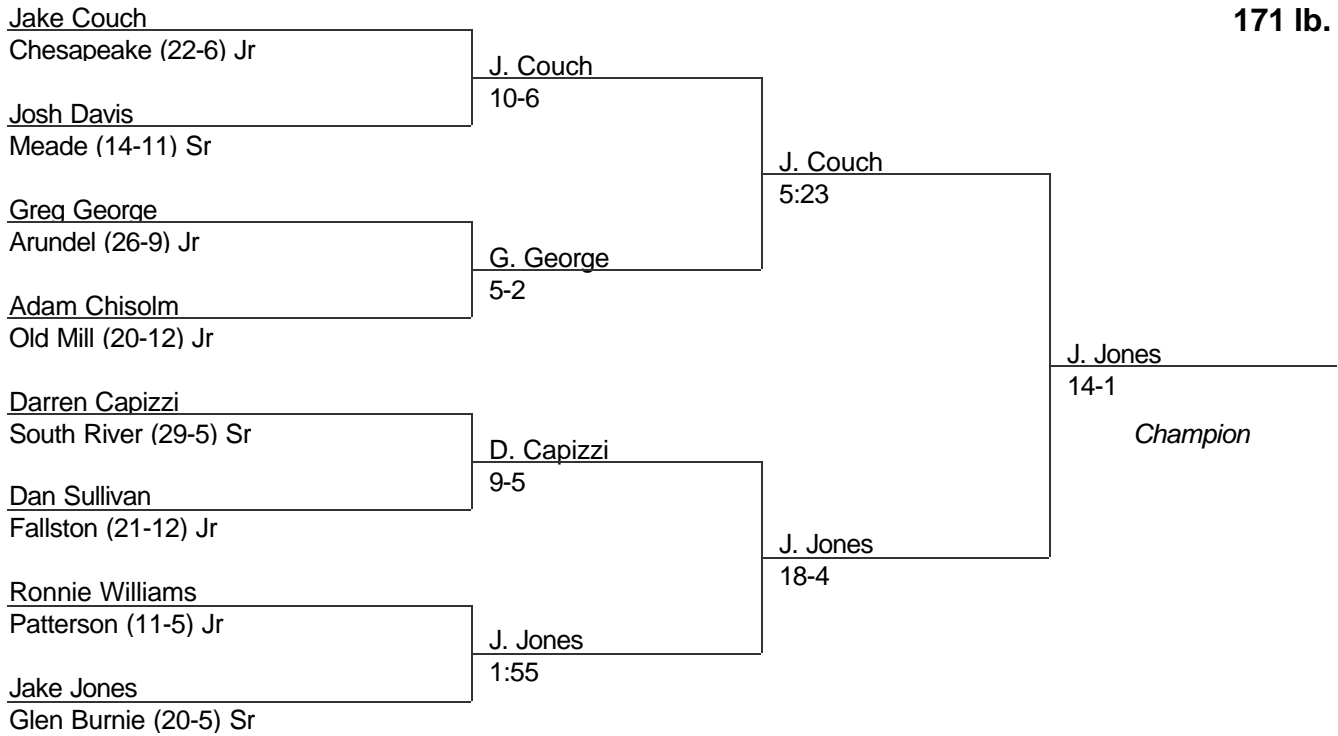 171 lb.
Jake Couch
Chesapeake (22-6) Jr
J. Couch
10-6
Josh Davis
Meade (14-11) Sr
J. Couch
5:23
Greg George
Arundel (26-9) Jr
G. George
5-2
Adam Chisolm
Old Mill (20-12) Jr
J. Jones
14-1
Champion
Darren Capizzi
South River (29-5) Sr
D. Capizzi
9-5
Dan Sullivan
Fallston (21-12) Jr
J. Jones
18-4
Ronnie Williams
Patterson (11-5) Jr
J. Jones
1:55
Jake Jones
Glen Burnie (20-5) Sr